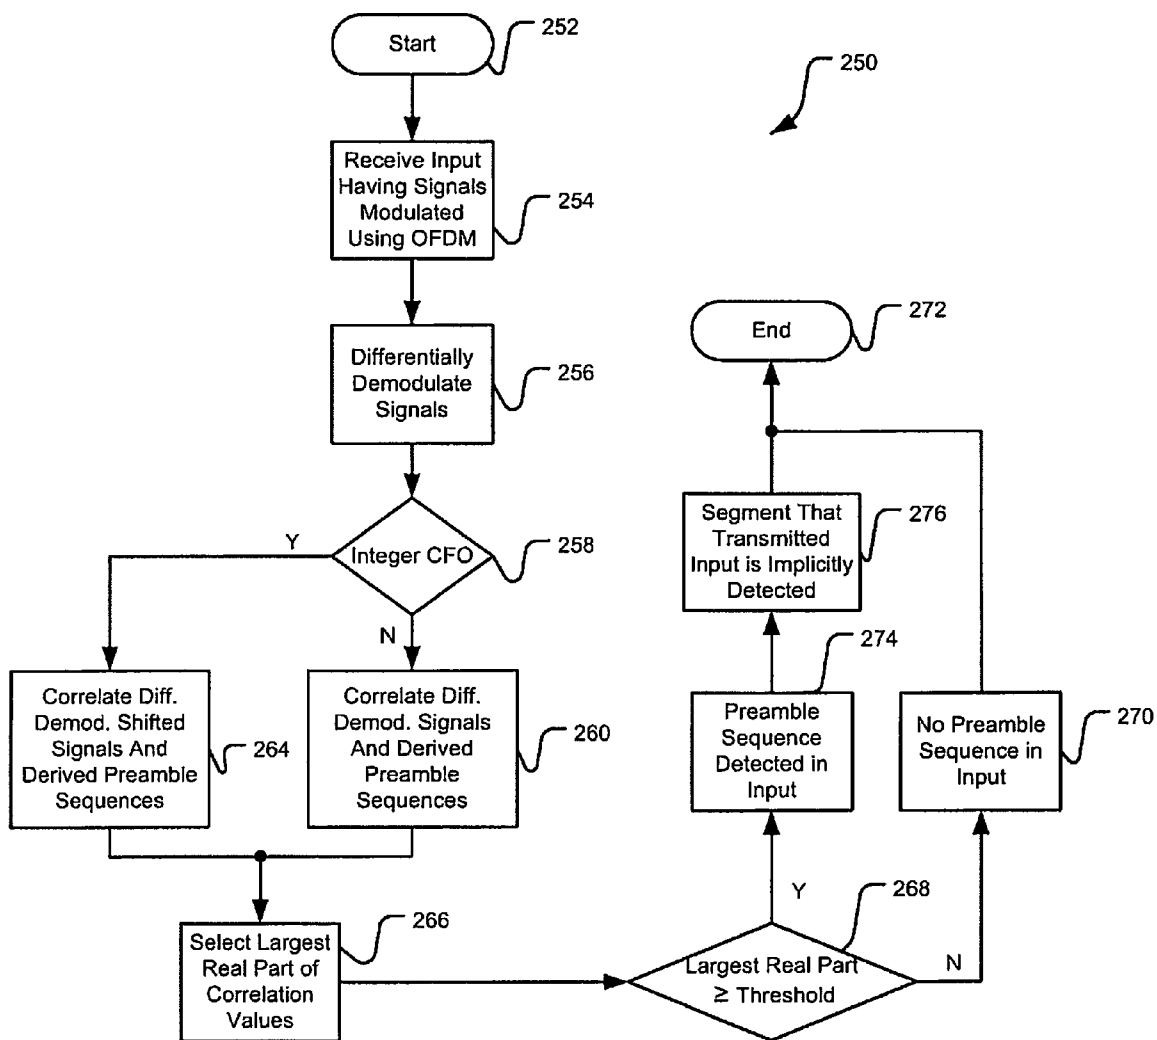 Start
252
250
Receive Input
Having Signals
Modulated
Using OFDM
254
Differentially
Demodulate
Signals
256
End
272
Integer CFO
258
Y
N
Segment That
Transmitted
Input is Implicitly
Detected
276
Correlate Diff.
Demod. Shifted
Signals And
Derived Preamble
Sequences
264
Correlate Diff.
Demod. Signals
And Derived
Preamble
Sequences
260
Preamble
Sequence
Detected in
Input
274
No Preamble
Sequence in
Input
270
Select Largest
Real Part of
Correlation
Values
266
Largest Real Part
≥ Threshold
268
Y
N